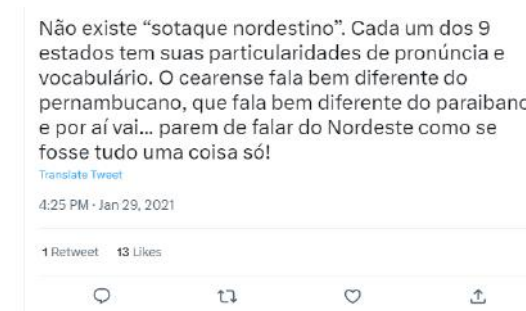 Não existe “sotaque nordestino”. Cada um dos 9
estados tem suas particularidades de pronúncia e
vocabulário. O cearense fala bem diferente do
pernambucano, que fala bem diferente do paraibano
e por aí vai... parem de falar do Nordeste como se
fosse tudo uma coisa só!
Translate Tweet
4:25 PM · Jan 29, 2021
1 Retweet 13 Likes